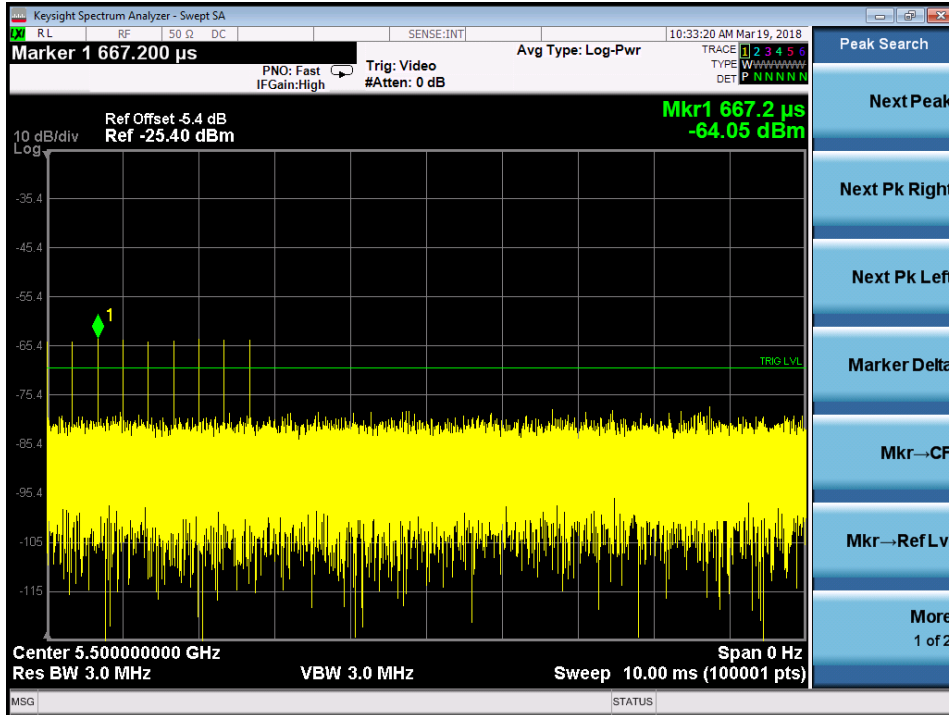 Keysight Spectrum Analyzer - Swept SA
LXI RL RF 50 Ω DC SENSE:INT 10:33:20 AM Mar 19, 2018
Marker 1 667.200 µs
PNO: Fast
IFGain:High
Trig: Video
#Atten: 0 dB
Avg Type: Log-Pwr
TRACE 1 2 3 4 5 6
TYPE WWWWWW
DET P N N N N N
Peak Search
Next Peak
Next Pk Right
Next Pk Left
Marker Delta
Mkr→CF
Mkr→Ref Lv
More
1 of 2
Mkr1 667.2 µs
-64.05 dBm
Ref Offset -5.4 dB
10 dB/div Ref -25.40 dBm
Log
-35.4
-45.4
-55.4
1
-65.4
TRIG LVL
-75.4
-85.4
-95.4
-105
-115
Center 5.500000000 GHz Span 0 Hz
Res BW 3.0 MHz VBW 3.0 MHz Sweep 10.00 ms (100001 pts)
MSG STATUS